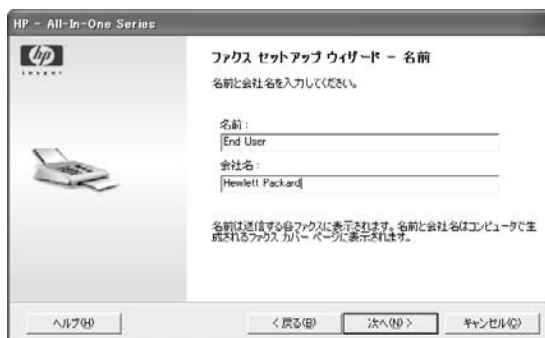 HP - All-In-One Series
hp
invent
ファクス セットアップ ウィザード - 名前
名前と会社名を入力してください。
名前：
End User
会社名：
Hewlett Packard
名前は送信する各ファクスに表示されます。名前と会社名はコンピュータで生
成されるファクス カバー ページに表示されます。
ヘルプ(H)
< 戻る(B)
次へ(N) >
キャンセル(C)